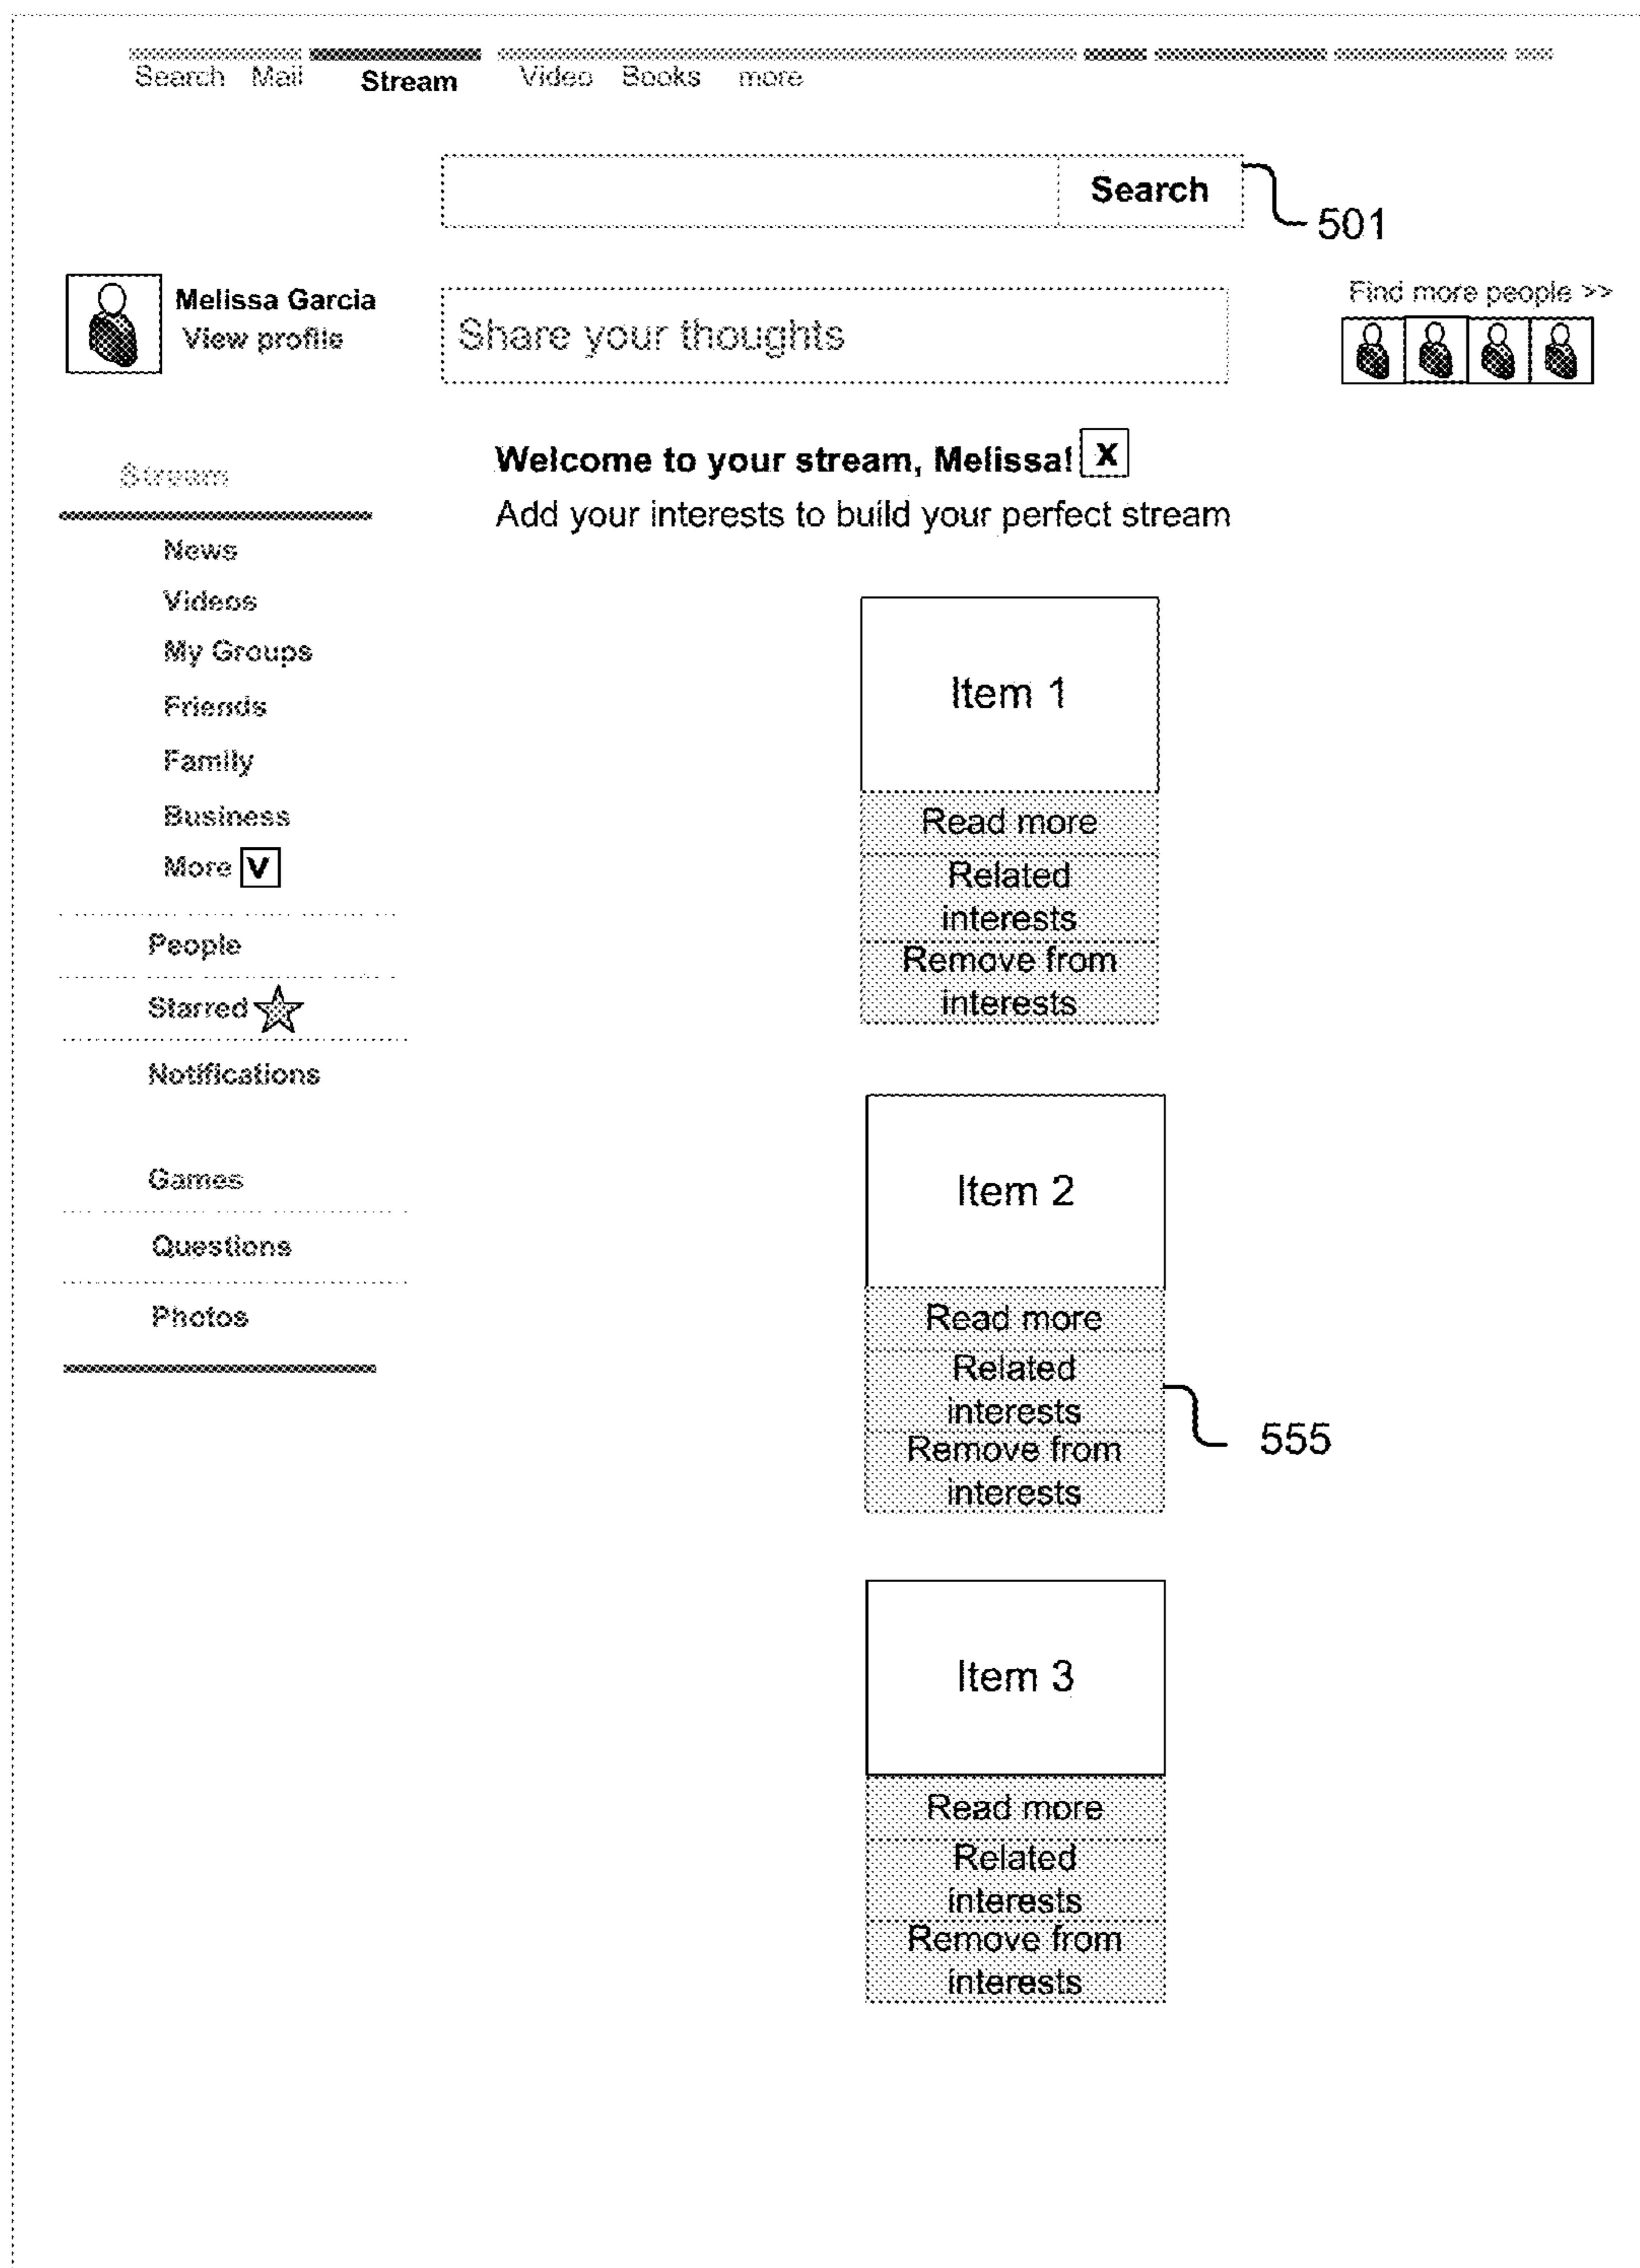 Search Mail Stream Video Books more
Search
501
Melissa Garcia
View profile
Share your thoughts
Find more people >>
Welcome to your stream, Melissa! X
Add your interests to build your perfect stream
Stream
News
Videos
My Groups
Friends
Family
Business
More V
People
Starred
Notifications
Games
Questions
Photos
Item 1
Read more
Related
interests
Remove from
interests
Item 2
Read more
Related
interests
Remove from
interests
555
Item 3
Read more
Related
interests
Remove from
interests